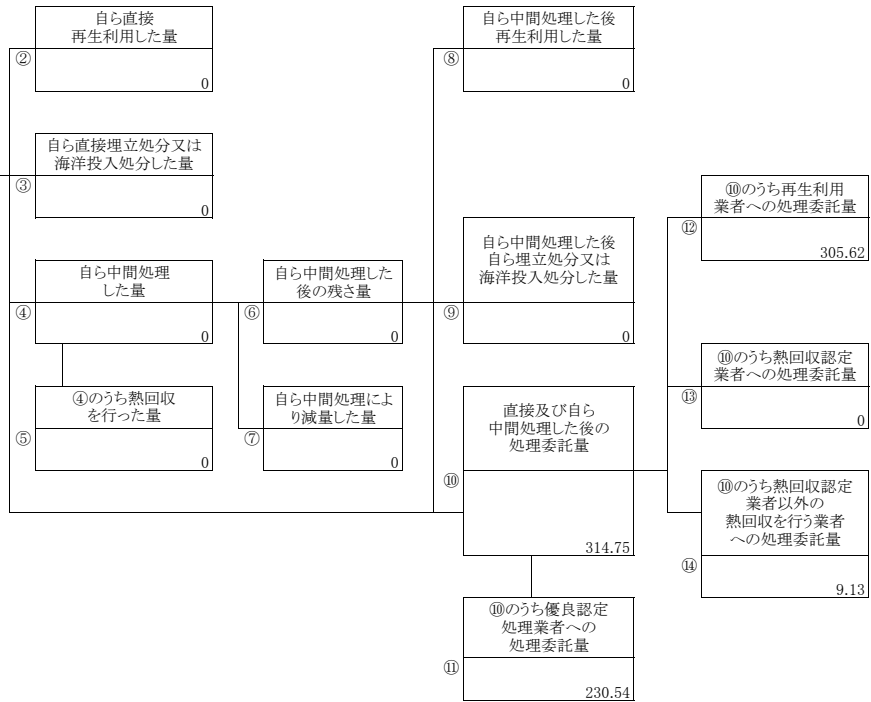 自ら直接
再生利用した量
②
0
自ら直接埋立処分又は
海洋投入処分した量
③
0
自ら中間処理
した量
④
0
④のうち熱回収
を行った量
⑤
0
自ら中間処理した
後の残さ量
⑥
0
自ら中間処理によ
り減量した量
⑦
0
自ら中間処理した後
再生利用した量
⑧
0
自ら中間処理した後
自ら埋立処分又は
海洋投入処分した量
⑨
0
直接及び自ら
中間処理した後の
処理委託量
⑩
314.75
⑩のうち優良認定
処理業者への
処理委託量
⑪
230.54
⑩のうち再生利用
業者への処理委託量
⑫
305.62
⑩のうち熱回収認定
業者への処理委託量
⑬
0
⑩のうち熱回収認定
業者以外の
熱回収を行う業者
への処理委託量
⑭
9.13